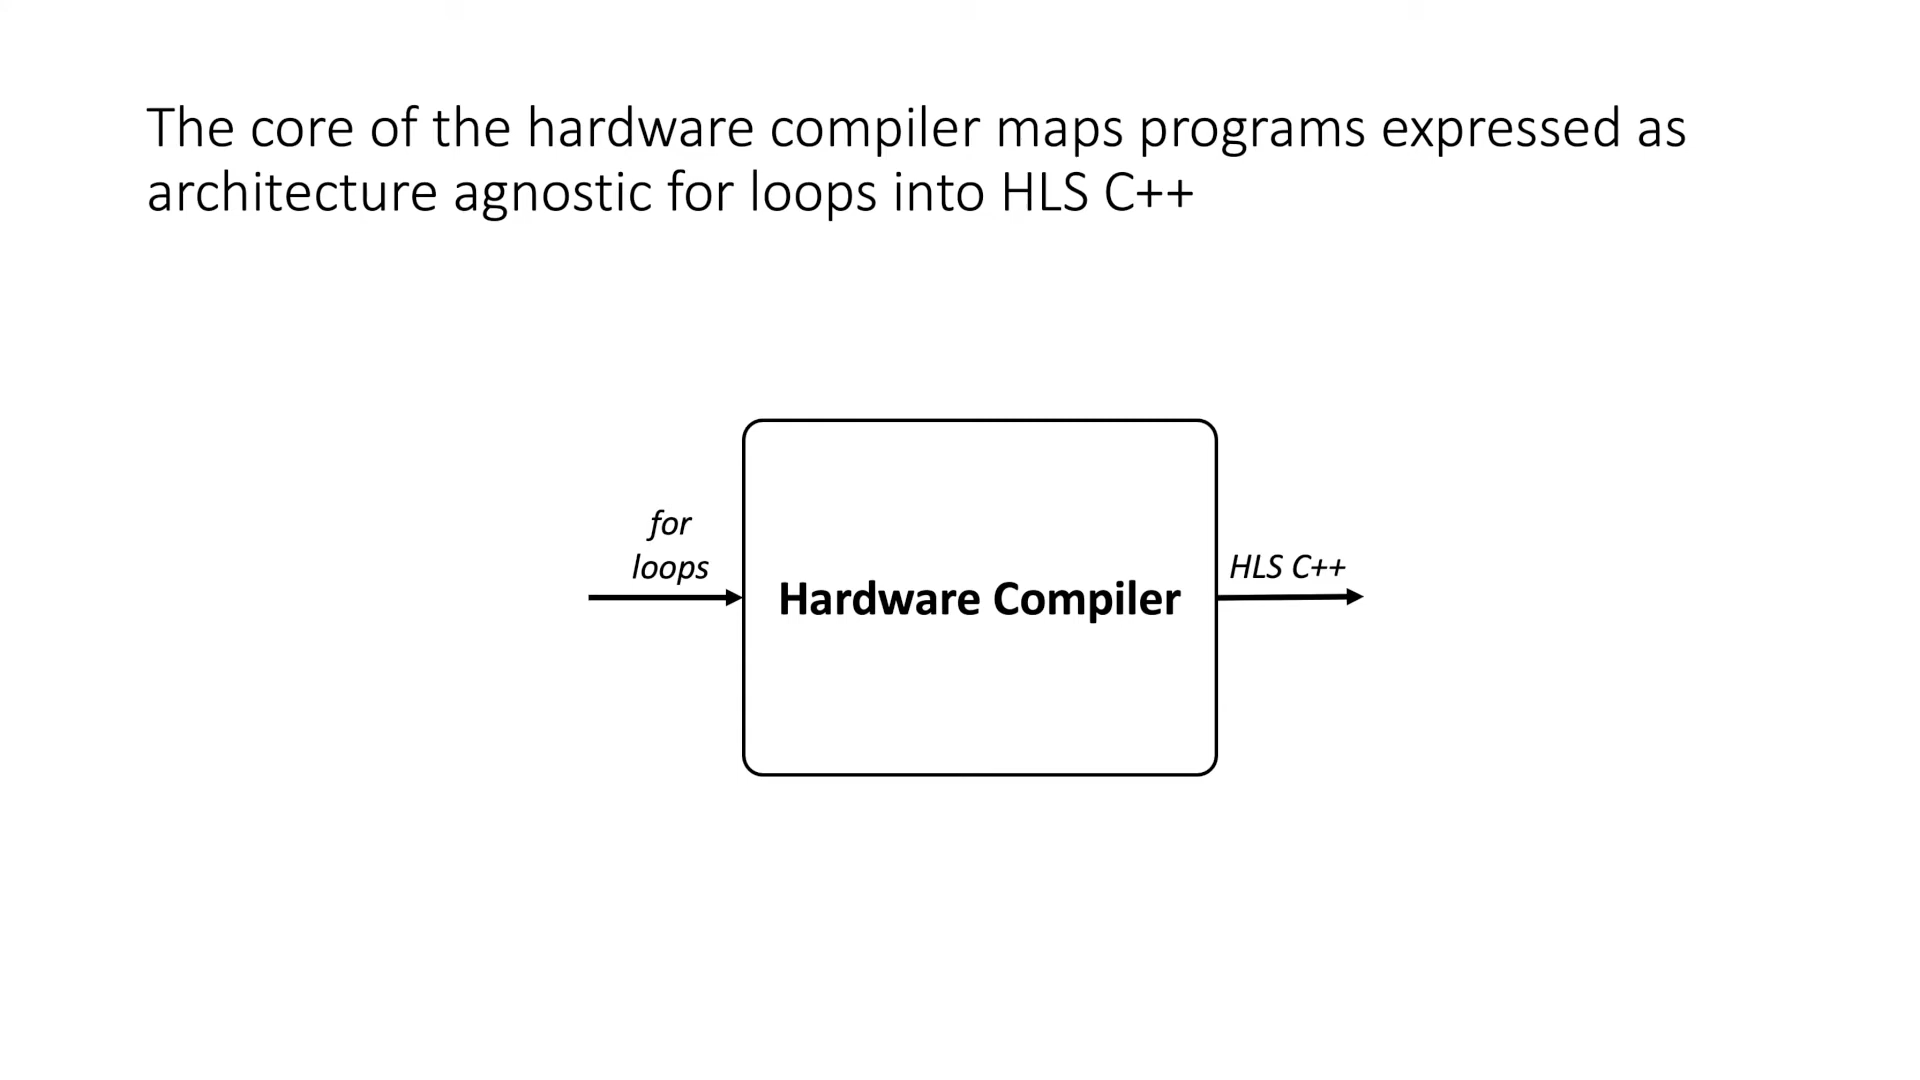 The core of the hardware compiler maps programs expressed as
architecture agnostic for loops into HLS C++
for
loops
Hardware Compiler
HLS C++